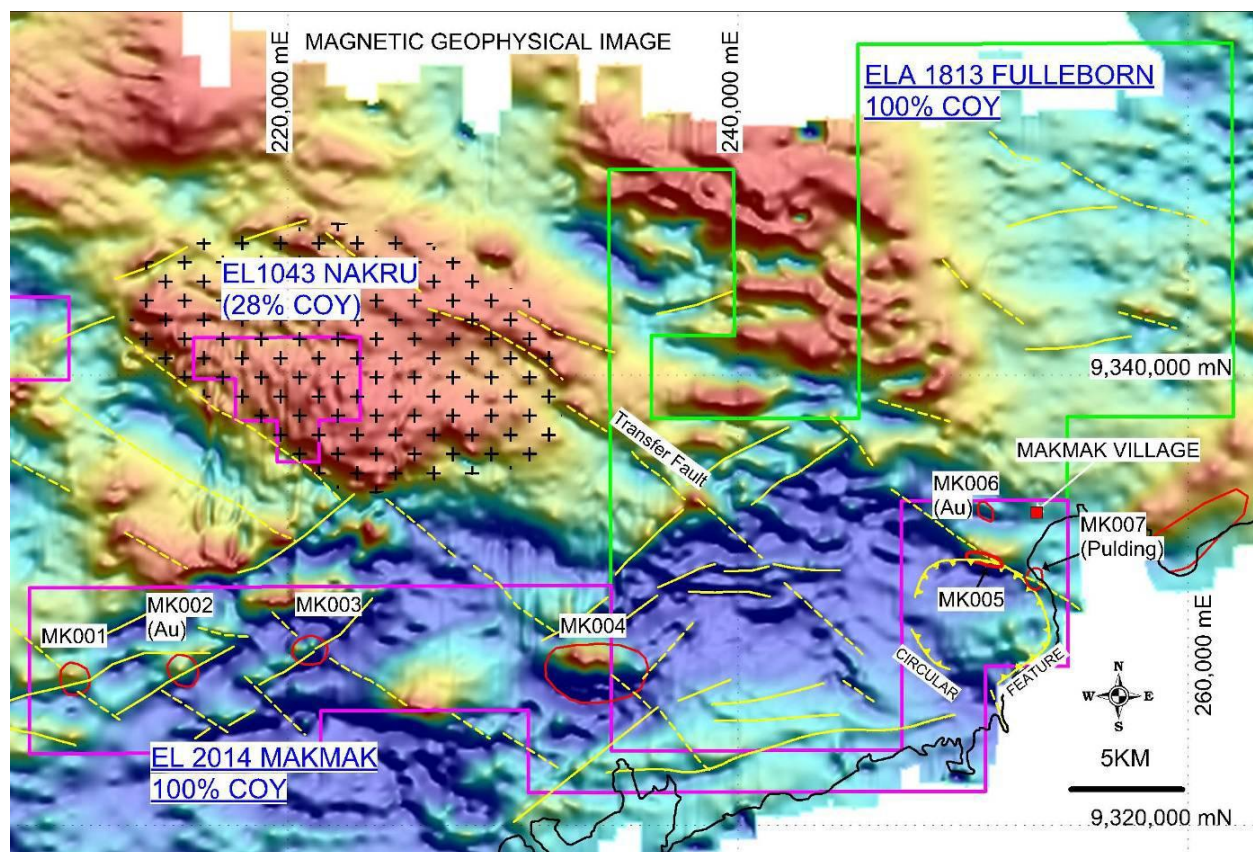 MAGNETIC GEOPHYSICAL IMAGE
220,000 mE
240,000 mE
ELA 1813 FULLEBORN
100% COY
EL1043 NAKRU
(28% COY)
9,340,000 mN
Transfer Fault
MAKMAK VILLAGE
MK006
(Au)
MK007
(Pulding)
MK005
MK001
MK002
(Au)
MK003
MK004
CIRCULAR
FEATURE
260,000 mE
N
W E
S
EL 2014 MAKMAK
100% COY
5KM
9,320,000 mN